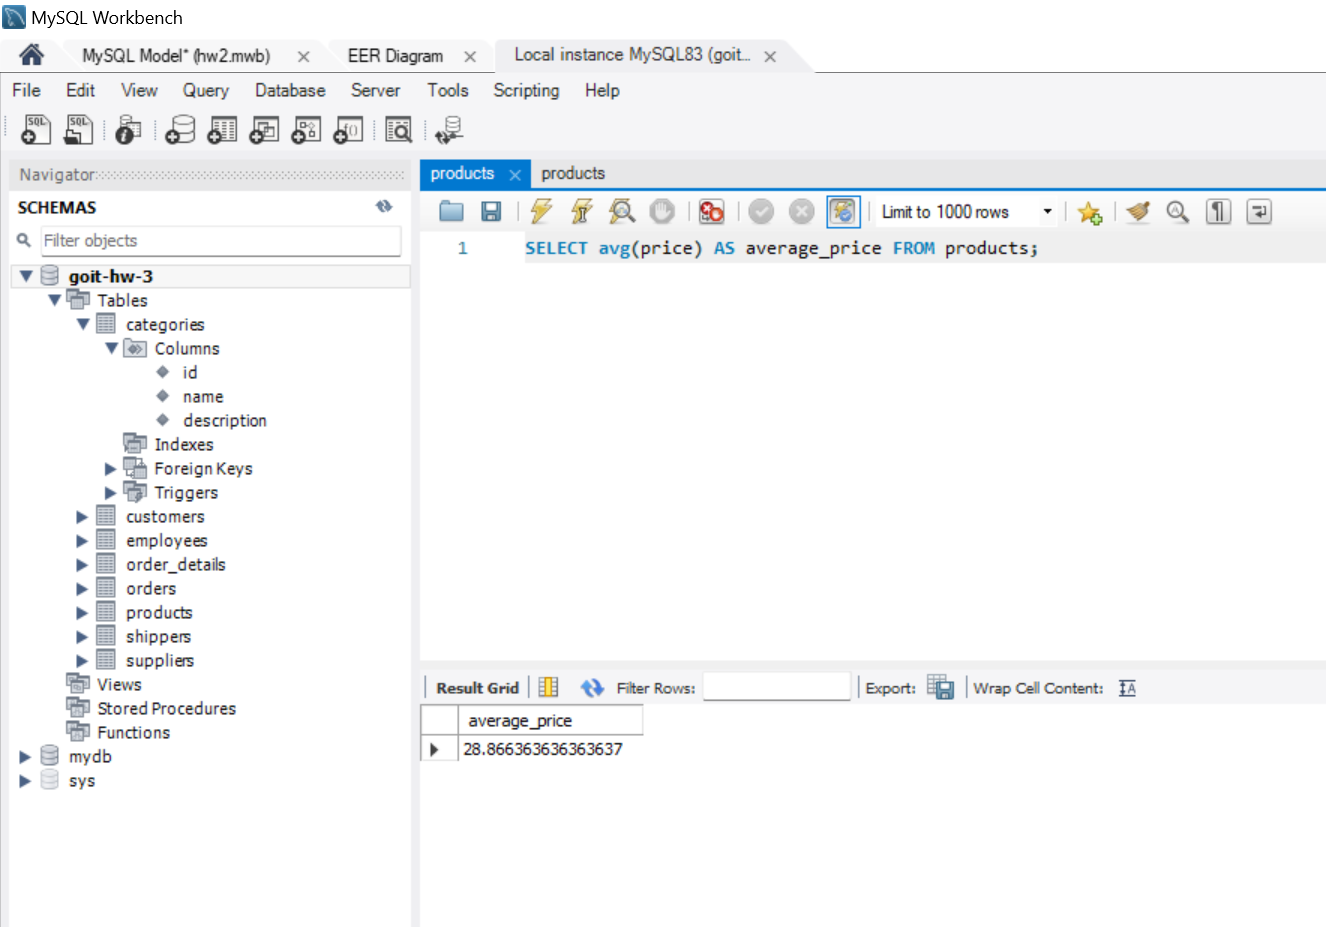 MySQL Workbench
MySQL Model* (hw2.mwb)
EER Diagram
Local instance MySQL83 (goit...
File Edit View Query Database Server Tools Scripting Help
SQL SQL
Navigator
SCHEMAS
Filter objects
goit-hw-3
Tables
categories
Columns
id
name
description
Indexes
Foreign Keys
Triggers
customers
employees
order_details
orders
products
shippers
suppliers
Views
Stored Procedures
Functions
mydb
sys
products products
Limit to 1000 rows
1 SELECT avg(price) AS average_price FROM products;
Result Grid Filter Rows: Export: Wrap Cell Content:
average_price
28.866363636363637